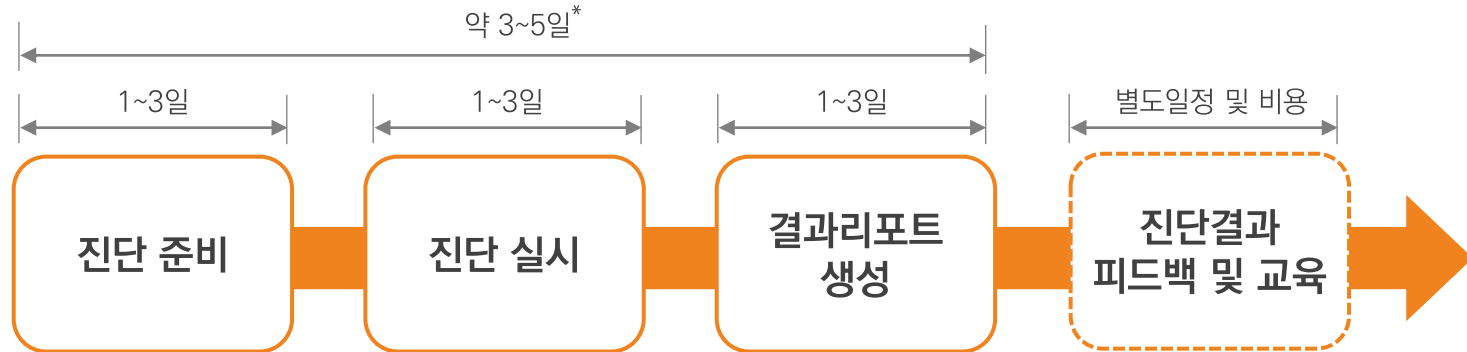 약 3~5일*
1~3일
1~3일
1~3일
별도일정 및 비용
진단 준비
진단 실시
결과리포트
생성
진단결과
피드백 및 교육